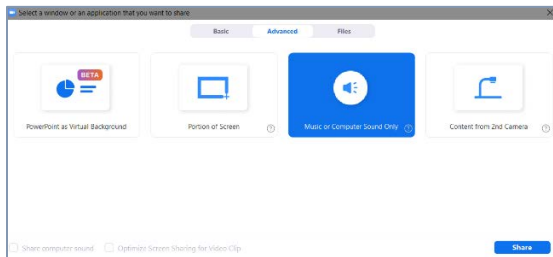 Select a window or an application that you want to share
Basic Advanced Files
BETA
PowerPoint as Virtual Background Portion of Screen Music or Computer Sound Only Content from 2nd Camera
Share computer sound Optimize Screen Sharing for Video Clip Share